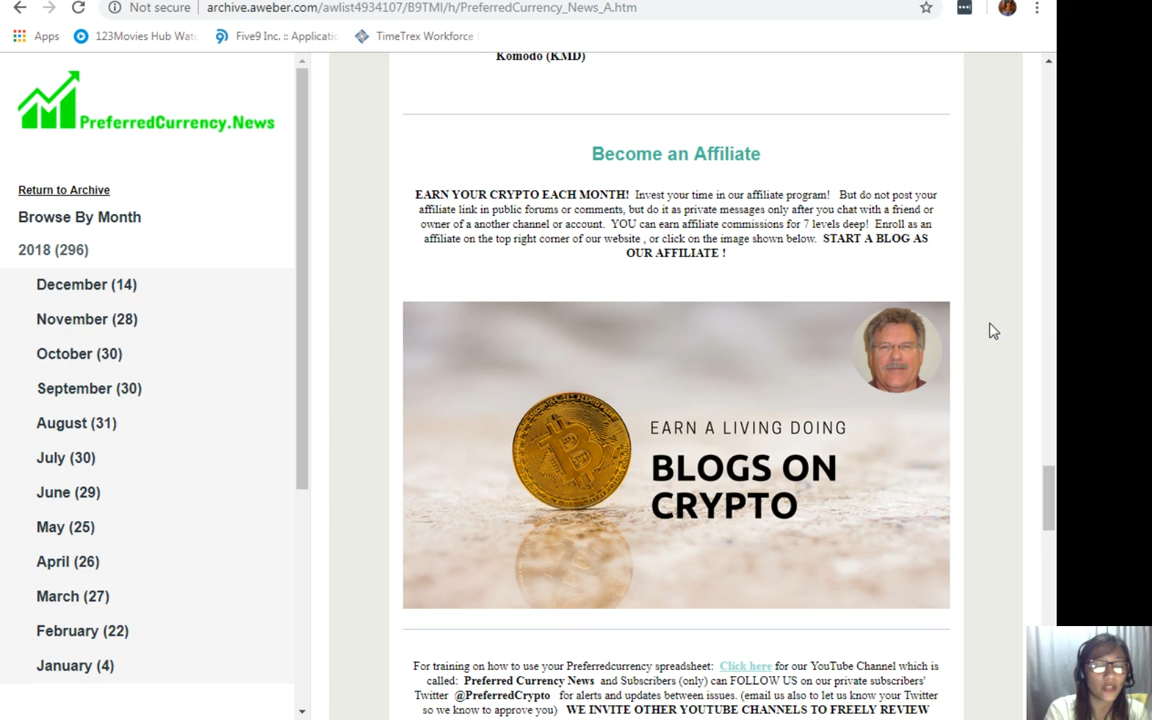 Not secure
archive.aweber.com/awlist4934107/B9TMI/h/PreferredCurrency_News_A.htm
Apps
123Movies Hub Wat
Five9 Inc. :: Applicati
TimeTrex Workforce
PreferredCurrency.News
Return to Archive
Browse By Month
2018 (296)
December (14)
November (28)
October (30)
September (30)
August (31)
July (30)
June (29)
May (25)
April (26)
March (27)
February (22)
January (4)
Komodo (KMD)
Become an Affiliate
EARN YOUR CRYPTO EACH MONTH! Invest your time in our affiliate program! But do not post your
affiliate link in public forums or comments, but do it as private messages only after you chat with a friend or
owner of a another channel or account. YOU can earn affiliate commissions for 7 levels deep! Enroll as an
affiliate on the top right corner of our website , or click on the image shown below. START A BLOG AS
OUR AFFILIATE !
EARN A LIVING DOING
BLOGS ON
CRYPTO
For training on how to use your Preferredcurrency spreadsheet: Click here for our YouTube Channel which is
called: Preferred Currency News and Subscribers (only) can FOLLOW US on our private subscribers'
Twitter @PreferredCrypto for alerts and updates between issues. (email us also to let us know your Twitter
so we know to approve you) WE INVITE OTHER YOUTUBE CHANNELS TO FREELY REVIEW